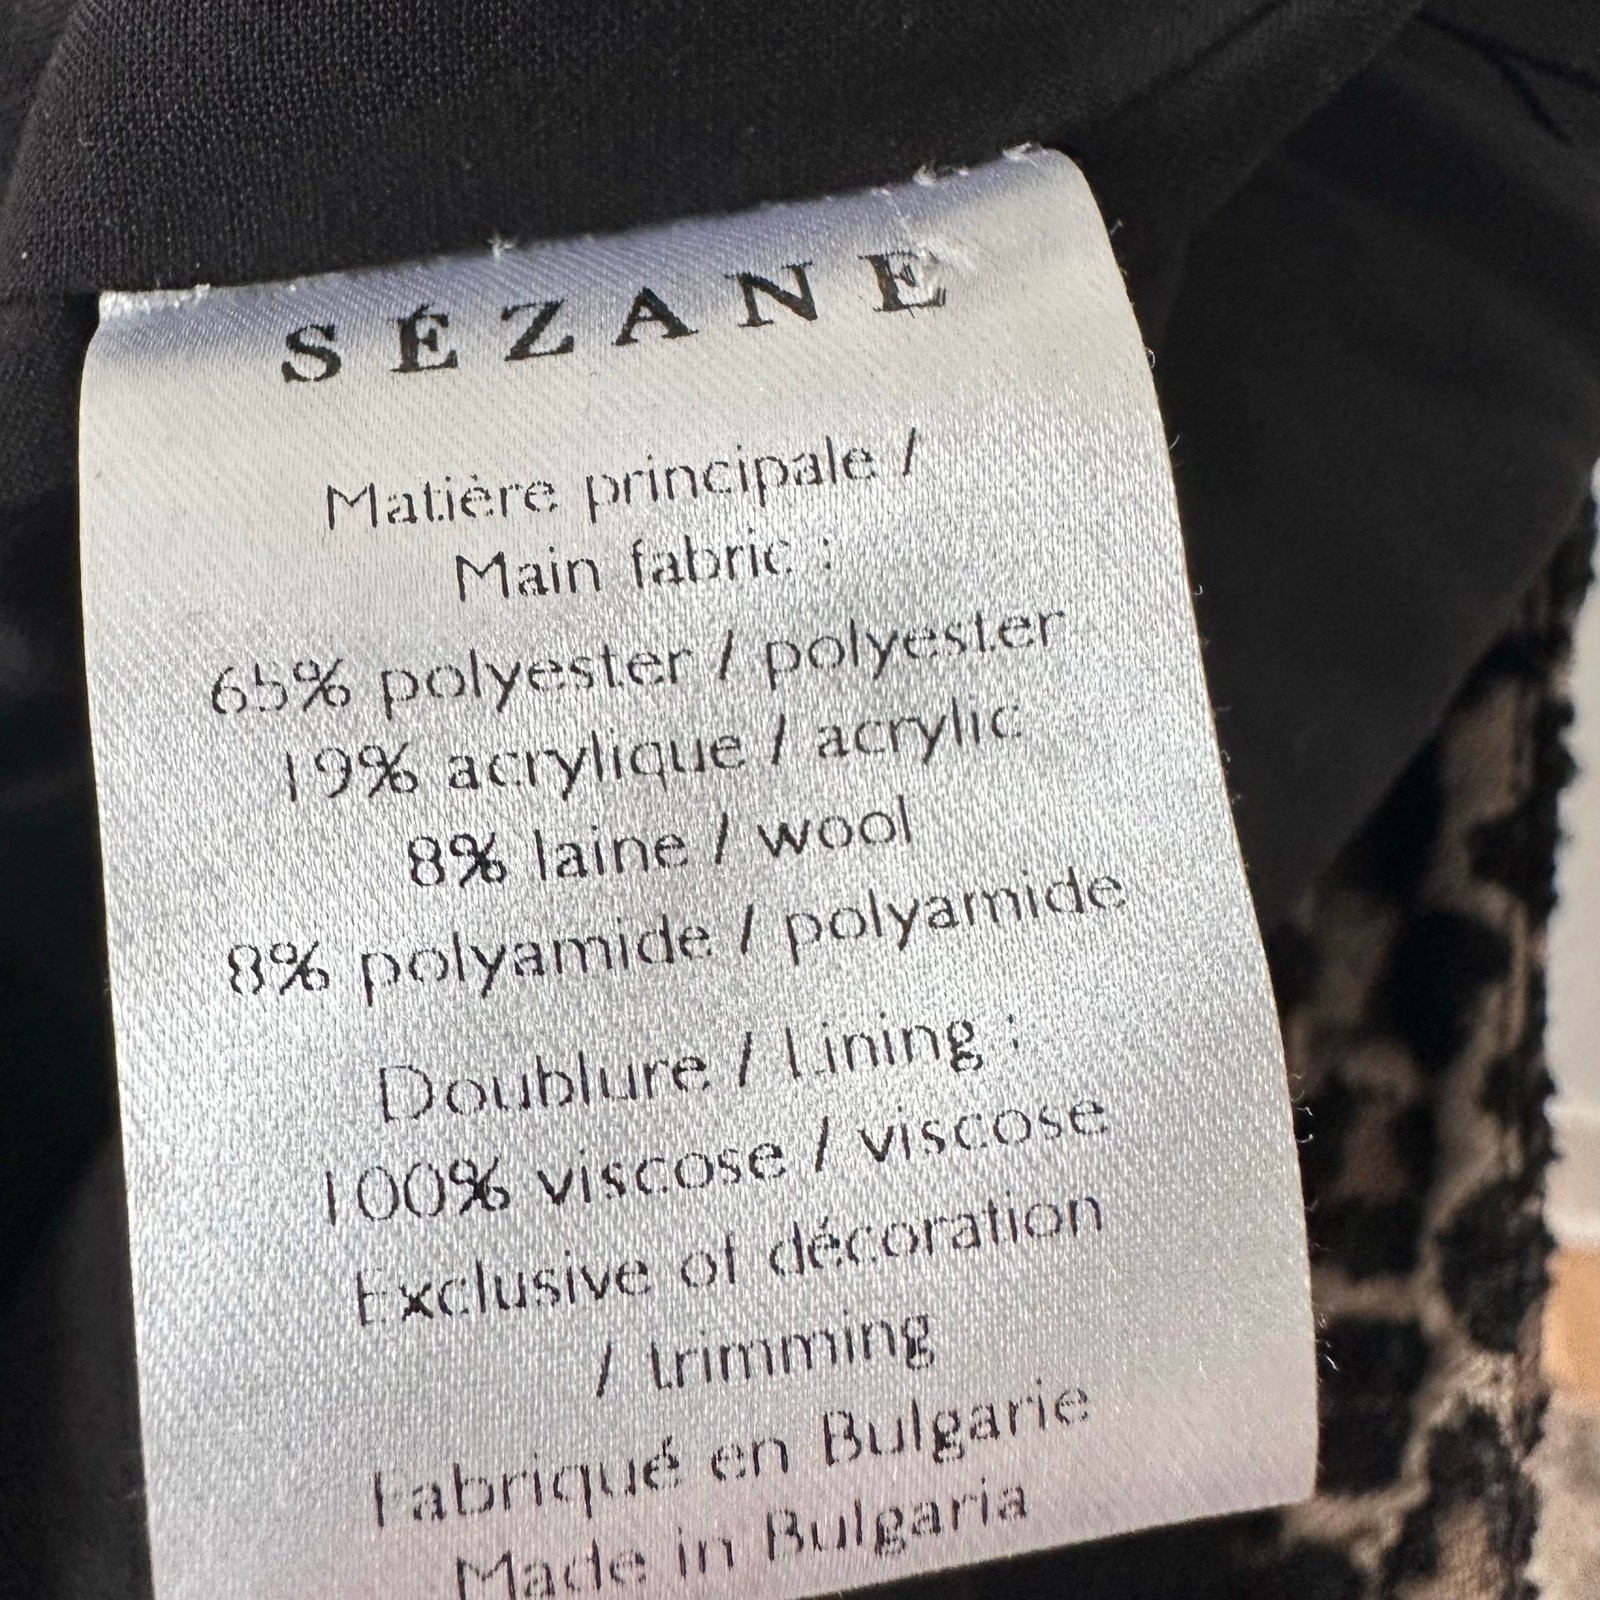 SÉZANE
Matière principale /
Main fabric :
65% polyester / polyester
19% acrylique / acrylic
8% laine / wool
8% polyamide / polyamide
Doublure / Lining :
100% viscose / viscose
Exclusive of décoration
/ trimming
Fabriqué en Bulgarie
Made in Bulgaria